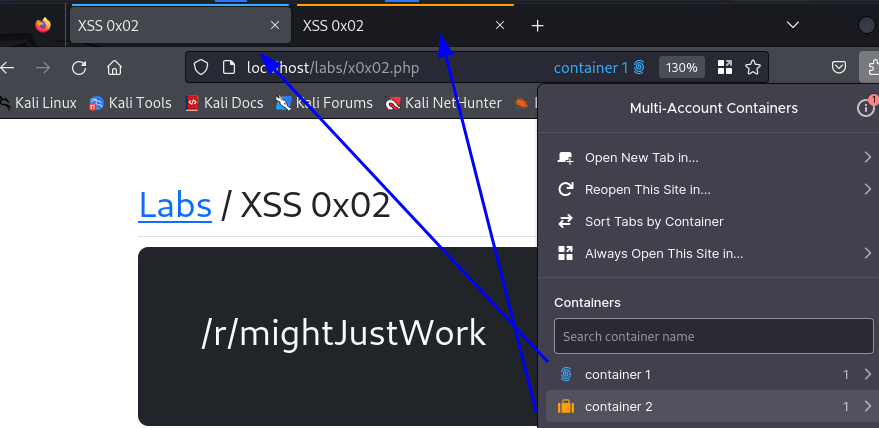 XSS 0x02
XSS 0x02
localhost/labs/x0x02.php
container 1
130%
Kali Linux
Kali Tools
Kali Docs
Kali Forums
Kali NetHunter
Multi-Account Containers
1
Open New Tab in...
Reopen This Site in...
Sort Tabs by Container
Always Open This Site in...
Labs / XSS 0x02
Containers
/r/mightJustWork
Search container name
container 1 1
container 2 1